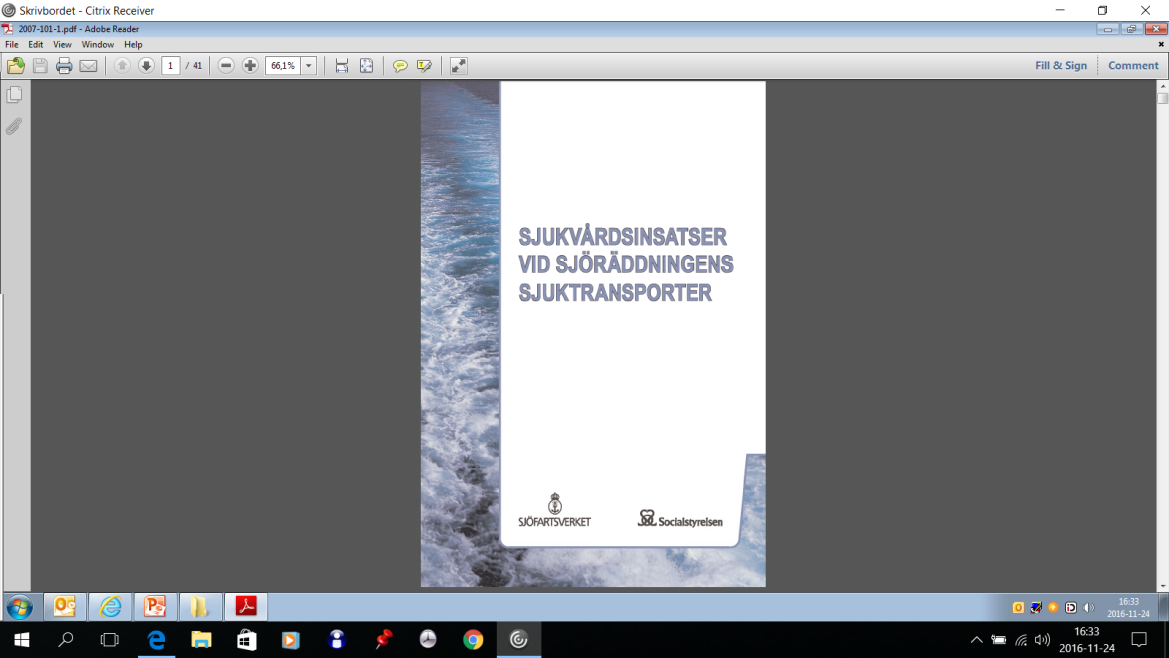 Skrivbordet - Citrix Receiver
2007-101-1.pdf - Adobe Reader
File Edit View Window Help
1 / 41 66,1% Fill & Sign Comment
SJUKVÅRDSINSATSER
VID SJÖRÄDDNINGENS
SJUKTRANSPORTER
SJÖFARTSVERKET Socialstyrelsen
16:33
2016-11-24
16:33
2016-11-24